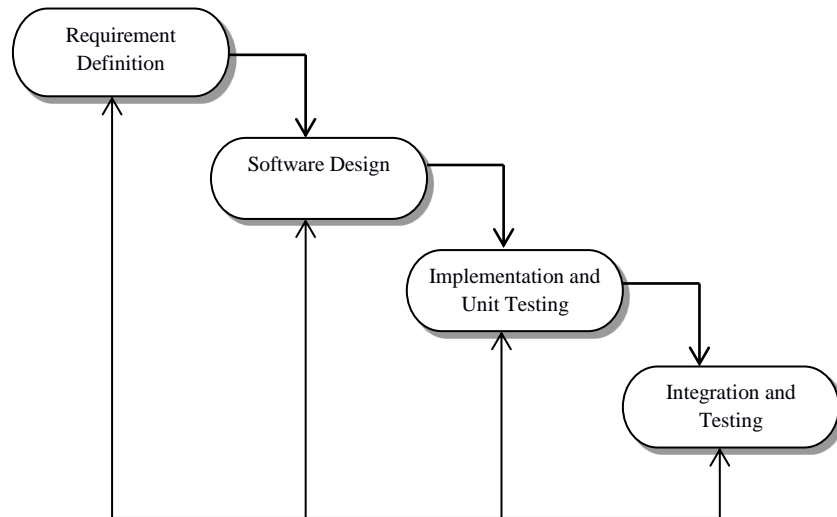 Requirement
Definition
Software Design
Implementation and
Unit Testing
Integration and
Testing